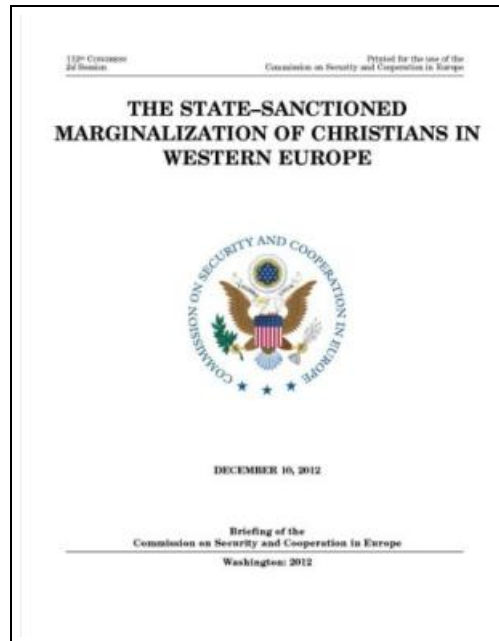 112th Congress
2d Session
Printed for the use of the
Commission on Security and Cooperation in Europe
THE STATE–SANCTIONED
MARGINALIZATION OF CHRISTIANS IN
WESTERN EUROPE
COMMISSION ON SECURITY AND COOPERATION IN EUROPE
DECEMBER 10, 2012
Briefing of the
Commission on Security and Cooperation in Europe
Washington: 2012